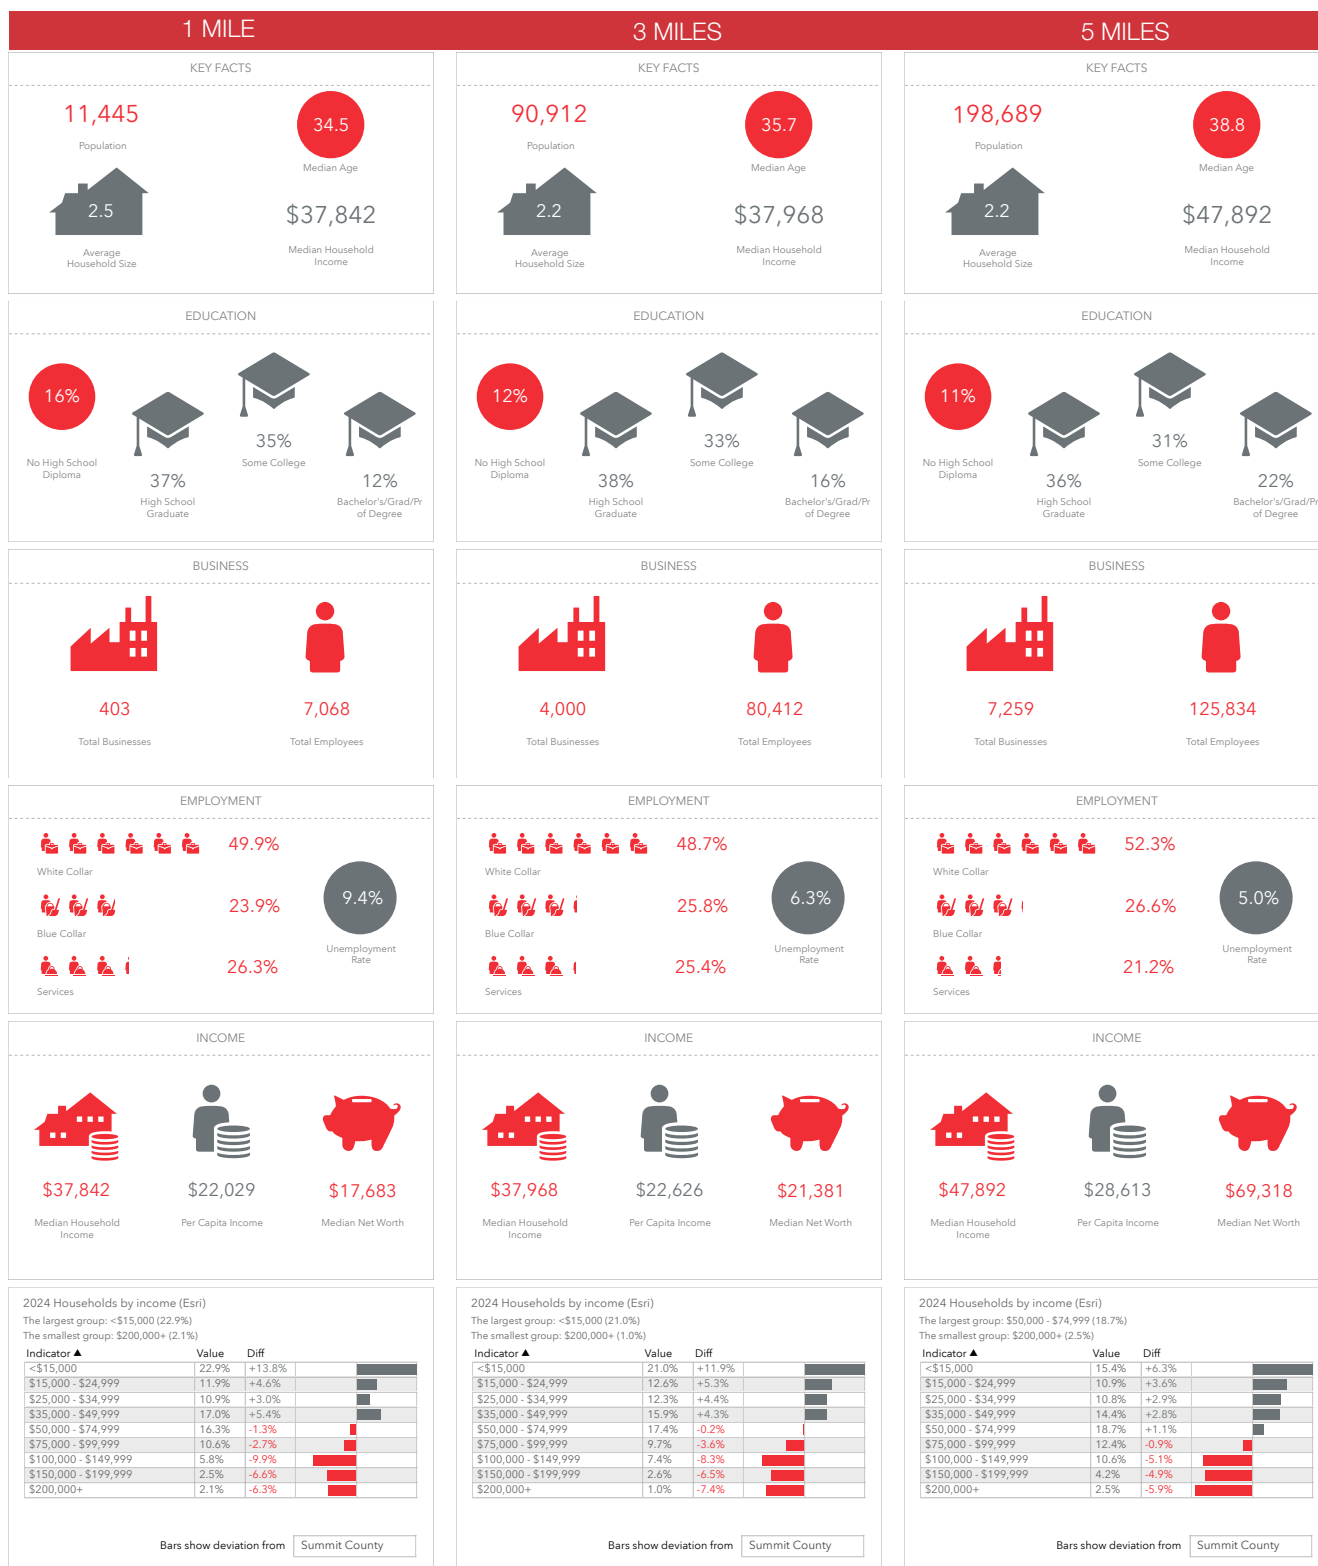 1 MILE
KEY FACTS
11,445
Population
34.5
Median Age
2.5
Average
Household Size
$37,842
Median Household
Income
EDUCATION
16%
No High School
Diploma
37%
High School
Graduate
35%
Some College
12%
Bachelor's/Grad/Pr
of Degree
BUSINESS
403
Total Businesses
7,068
Total Employees
EMPLOYMENT
49.9%
White Collar
23.9%
Blue Collar
26.3%
Services
9.4%
Unemployment
Rate
INCOME
$37,842
Median Household
Income
$22,029
Per Capita Income
$17,683
Median Net Worth
2024 Households by income (Esri)
The largest group: <$15,000 (22.9%)
The smallest group: $200,000+ (2.1%)
Indicator ▲ Value Diff
<$15,000 22.9% +13.8%
$15,000 - $24,999 11.9% +4.6%
$25,000 - $34,999 10.9% +3.0%
$35,000 - $49,999 17.0% +5.4%
$50,000 - $74,999 16.3% -1.3%
$75,000 - $99,999 10.6% -2.7%
$100,000 - $149,999 5.8% -9.9%
$150,000 - $199,999 2.5% -6.6%
$200,000+ 2.1% -6.3%
Bars show deviation from Summit County
3 MILES
KEY FACTS
90,912
Population
35.7
Median Age
2.2
Average
Household Size
$37,968
Median Household
Income
EDUCATION
12%
No High School
Diploma
38%
High School
Graduate
33%
Some College
16%
Bachelor's/Grad/Pr
of Degree
BUSINESS
4,000
Total Businesses
80,412
Total Employees
EMPLOYMENT
48.7%
White Collar
25.8%
Blue Collar
25.4%
Services
6.3%
Unemployment
Rate
INCOME
$37,968
Median Household
Income
$22,626
Per Capita Income
$21,381
Median Net Worth
2024 Households by income (Esri)
The largest group: <$15,000 (21.0%)
The smallest group: $200,000+ (1.0%)
Indicator ▲ Value Diff
<$15,000 21.0% +11.9%
$15,000 - $24,999 12.6% +5.3%
$25,000 - $34,999 12.3% +4.4%
$35,000 - $49,999 15.9% +4.3%
$50,000 - $74,999 17.4% -0.2%
$75,000 - $99,999 9.7% -3.6%
$100,000 - $149,999 7.4% -8.3%
$150,000 - $199,999 2.6% -6.5%
$200,000+ 1.0% -7.4%
Bars show deviation from Summit County
5 MILES
KEY FACTS
198,689
Population
38.8
Median Age
2.2
Average
Household Size
$47,892
Median Household
Income
EDUCATION
11%
No High School
Diploma
36%
High School
Graduate
31%
Some College
22%
Bachelor's/Grad/Pr
of Degree
BUSINESS
7,259
Total Businesses
125,834
Total Employees
EMPLOYMENT
52.3%
White Collar
26.6%
Blue Collar
21.2%
Services
5.0%
Unemployment
Rate
INCOME
$47,892
Median Household
Income
$28,613
Per Capita Income
$69,318
Median Net Worth
2024 Households by income (Esri)
The largest group: $50,000 - $74,999 (18.7%)
The smallest group: $200,000+ (2.5%)
Indicator ▲ Value Diff
<$15,000 15.4% +6.3%
$15,000 - $24,999 10.9% +3.6%
$25,000 - $34,999 10.8% +2.9%
$35,000 - $49,999 14.4% +2.8%
$50,000 - $74,999 18.7% +1.1%
$75,000 - $99,999 12.4% -0.9%
$100,000 - $149,999 10.6% -5.1%
$150,000 - $199,999 4.2% -4.9%
$200,000+ 2.5% -5.9%
Bars show deviation from Summit County